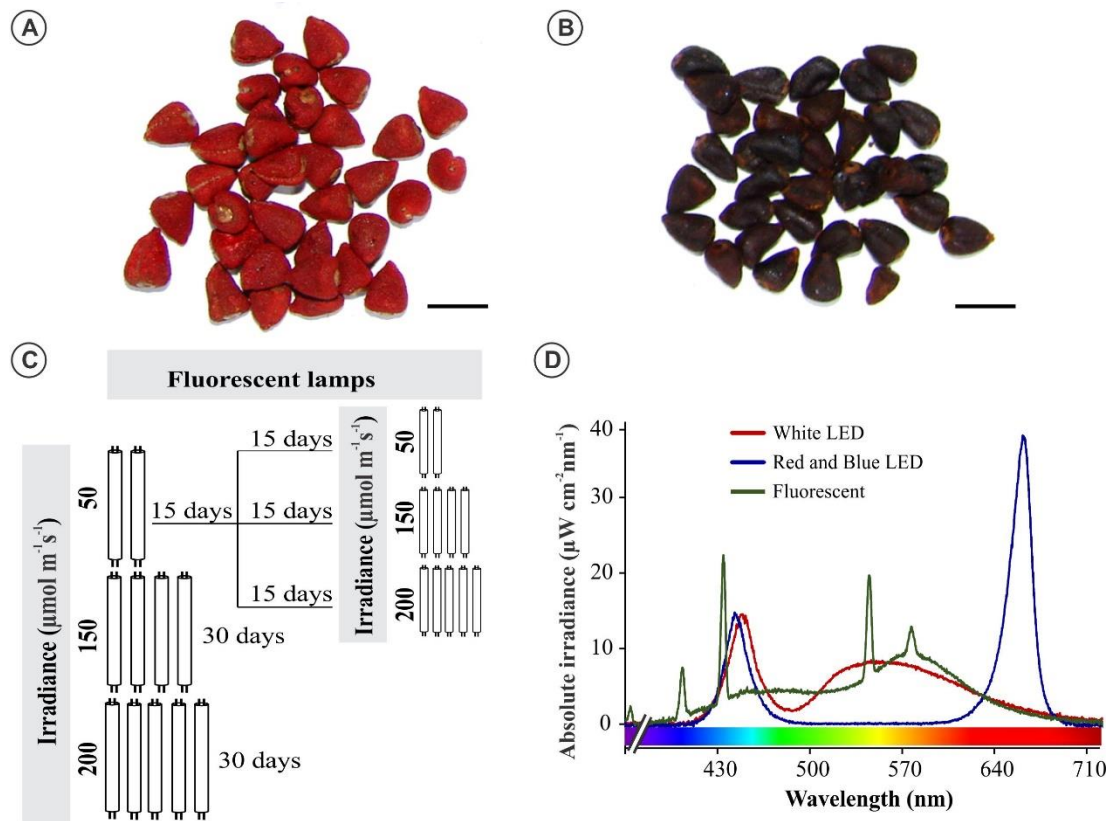 A
B
C
Fluorescent lamps
Irradiance (µmol m⁻¹s⁻¹)
50
150
200
15 days
15 days
15 days
15 days
30 days
30 days
Irradiance (µmol m⁻¹s⁻¹)
50
150
200
D
White LED
Red and Blue LED
Fluorescent
Absolute irradiance (µW cm⁻²nm⁻¹)
40
30
20
10
0
430 500 570 640 710
Wavelength (nm)